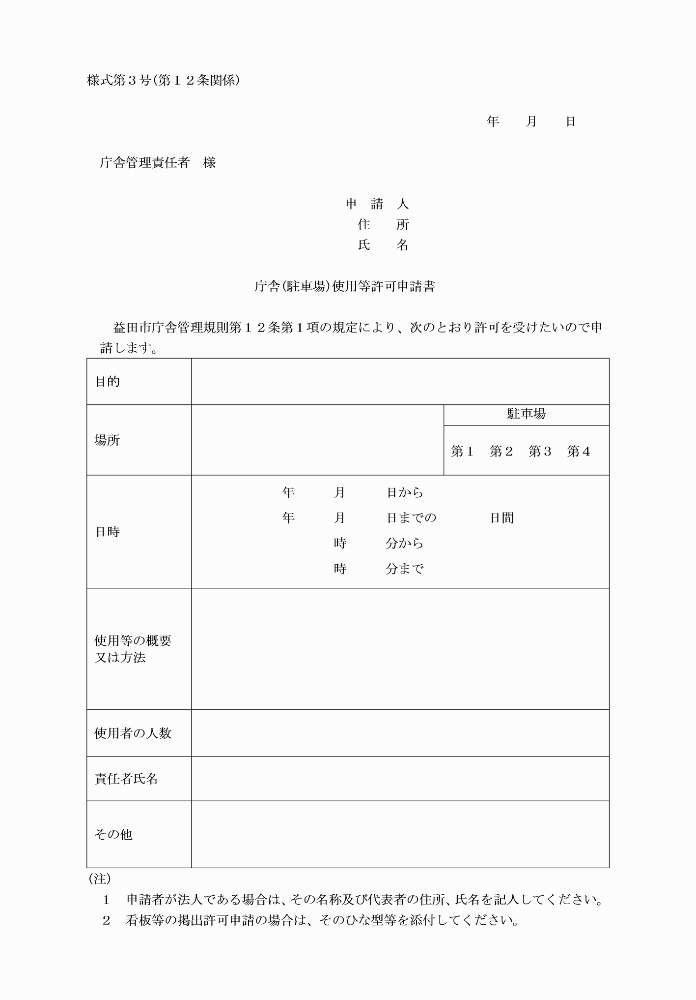 様式第３号(第１２条関係)
年　　月　　日
庁舎管理責任者　様
申　請　人
住　　所
氏　　名
庁舎(駐車場)使用等許可申請書
益田市庁舎管理規則第１２条第１項の規定により、次のとおり許可を受けたいので申
請します。
目的
場所
駐車場
第１　第２　第３　第４
日時
年　　　月　　　日から
年　　　月　　　日までの　　　　日間
時　　　分から
時　　　分まで
使用等の概要
又は方法
使用者の人数
責任者氏名
その他
(注)
１　申請者が法人である場合は、その名称及び代表者の住所、氏名を記入してください。
２　看板等の掲出許可申請の場合は、そのひな型等を添付してください。